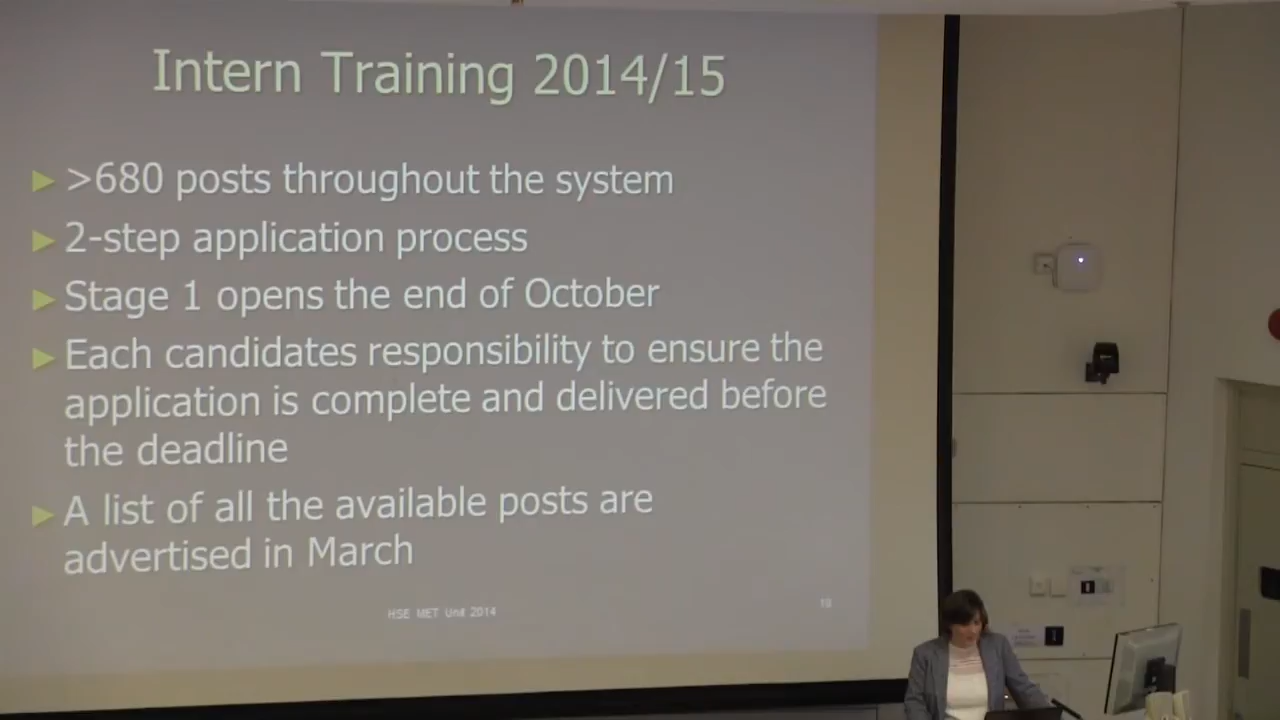 Intern Training 2014/15
►>680 posts throughout the system
►2-step application process
►Stage 1 opens the end of October
►Each candidates responsibility to ensure the
application is complete and delivered before
the deadline
►A list of all the available posts are
advertised in March
HSE MET Unit 2014